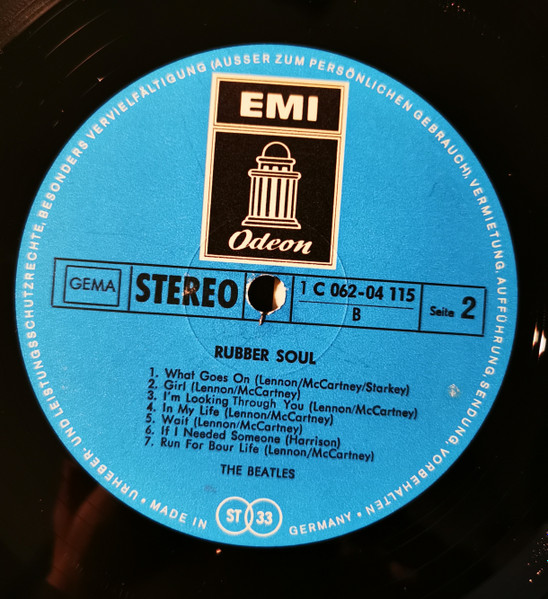 URHEBER- UND LEISTUNGSSCHUTZRECHTE, BESONDERS VERVIELFÄLTIGUNG (AUSSER ZUM PERSÖNLICHEN GEBRAUCH), VERMIETUNG, AUFFÜHRUNG, SENDUNG, VORBEHALTEN
EMI
Odeon
GEMA
STEREO
1 C 062-04 115
B
Seite 2
RUBBER SOUL
1. What Goes On (Lennon/McCartney/Starkey)
2. Girl (Lennon/McCartney)
3. I'm Looking Through You (Lennon/McCartney)
4. In My Life (Lennon/McCartney)
5. Wait (Lennon/McCartney)
6. If I Needed Someone (Harrison)
7. Run For Bour Life (Lennon/McCartney)
THE BEATLES
• MADE IN ST 33 GERMANY •